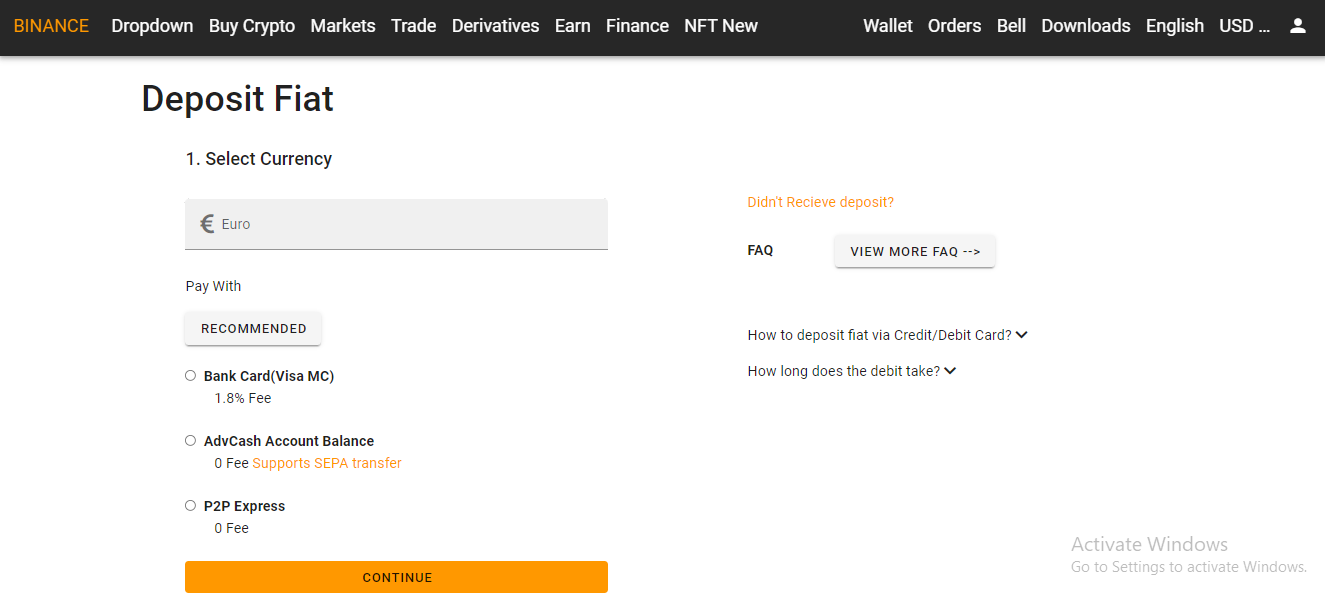 BINANCE Dropdown Buy Crypto Markets Trade Derivatives Earn Finance NFT New Wallet Orders Bell Downloads English USD ...
Deposit Fiat
1. Select Currency
€ Euro
Pay With
RECOMMENDED
Bank Card(Visa MC)
1.8% Fee
AdvCash Account Balance
0 Fee Supports SEPA transfer
P2P Express
0 Fee
CONTINUE
Didn't Recieve deposit?
FAQ VIEW MORE FAQ -->
How to deposit fiat via Credit/Debit Card?
How long does the debit take?
Activate Windows
Go to Settings to activate Windows.